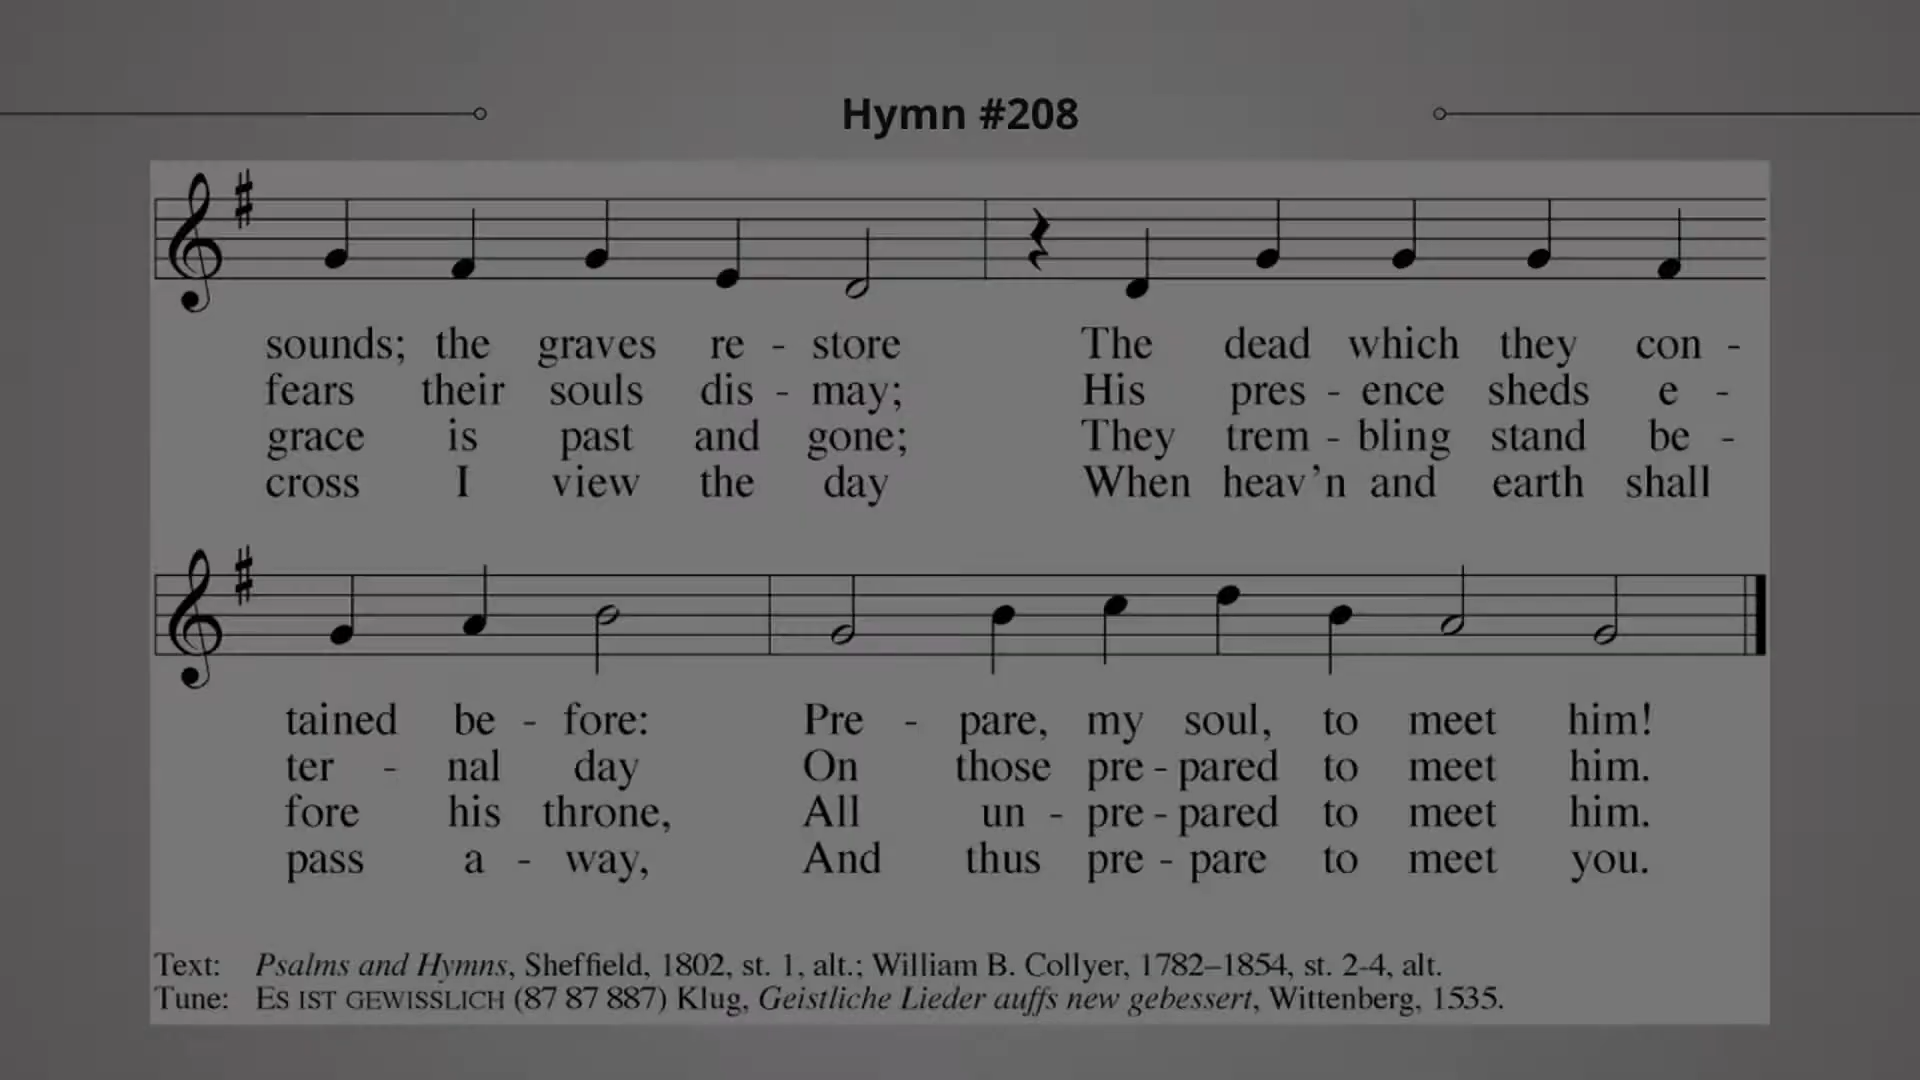 Hymn #208
sounds; the graves re - store The dead which they con -
fears their souls dis - may; His pres - ence sheds e -
grace is past and gone; They trem - bling stand be -
cross I view the day When heav’n and earth shall
tained be - fore: Pre - pare, my soul, to meet him!
ter - nal day On those pre - pared to meet him.
fore his throne, All un - pre - pared to meet him.
pass a - way, And thus pre - pare to meet you.
Text: Psalms and Hymns, Sheffield, 1802, st. 1, alt.; William B. Collyer, 1782–1854, st. 2-4, alt.
Tune: ES IST GEWISSLICH (87 87 887) Klug, Geistliche Lieder auffs new gebessert, Wittenberg, 1535.